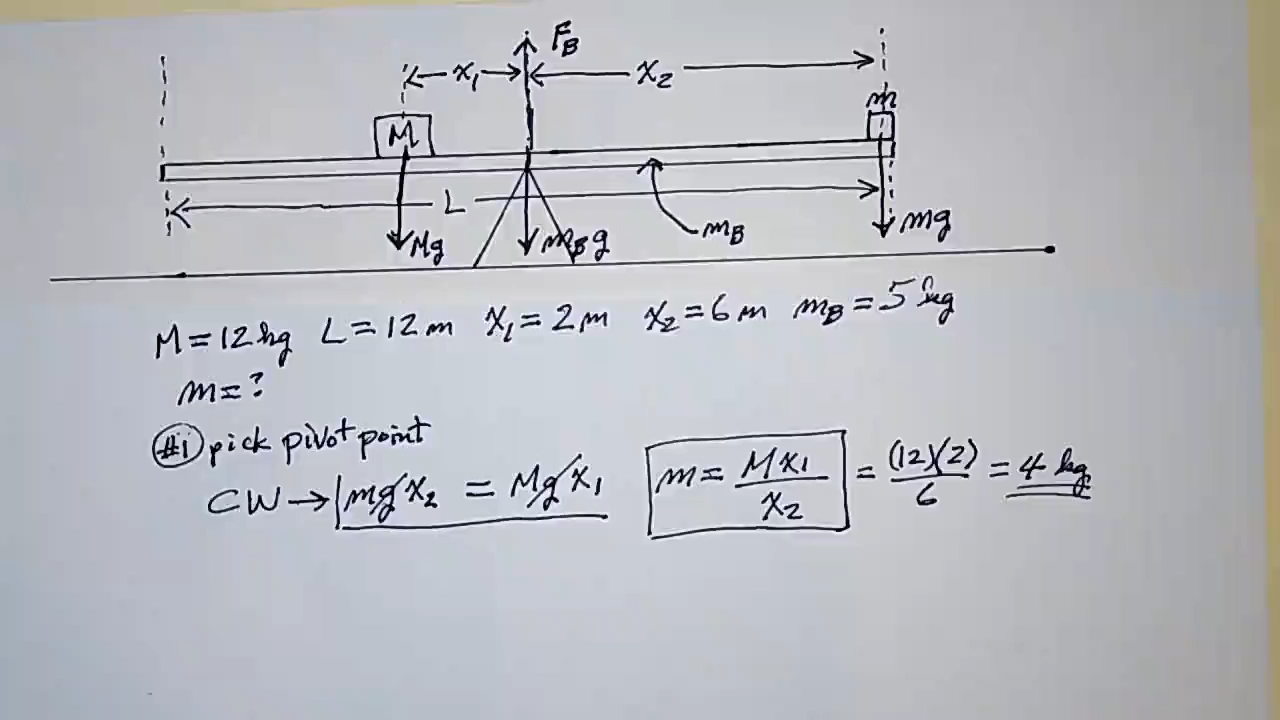 F_B
x₁ x₂
m
M
L
Mg m_B g m_B mg
M = 12 kg L = 12 m x₁ = 2 m x₂ = 6 m m_B = 5 kg
m = ?
#1 pick pivot point
CW → mg x₂ = Mg x₁ m = Mx₁/x₂ = (12)(2)/6 = 4 kg